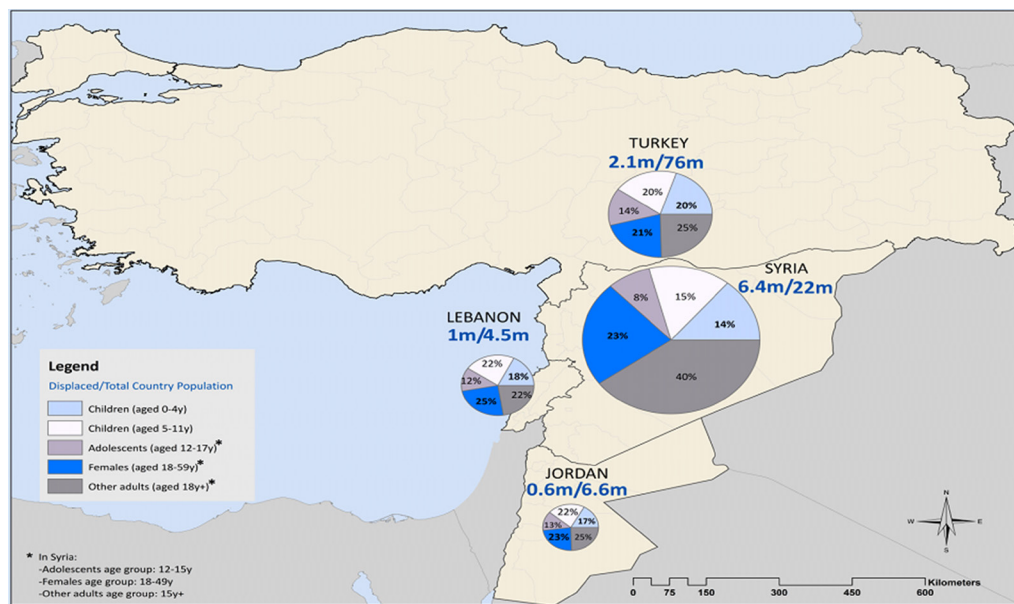 TURKEY
2.1m/76m
20%
20%
14%
21%
25%
SYRIA
6.4m/22m
8%
15%
14%
23%
40%
LEBANON
1m/4.5m
22%
18%
12%
25%
22%
JORDAN
0.6m/6.6m
22%
17%
13%
23%
25%
Legend
Displaced/Total Country Population
Children (aged 0-4y)
Children (aged 5-11y)
Adolescents (aged 12-17y)*
Females (aged 18-59y)*
Other adults (aged 18y+)*
* In Syria:
-Adolescents age group: 12-15y
-Females age group: 18-49y
-Other adults age group: 15y+
N
W E
S
Kilometers
0 75 150 300 450 600